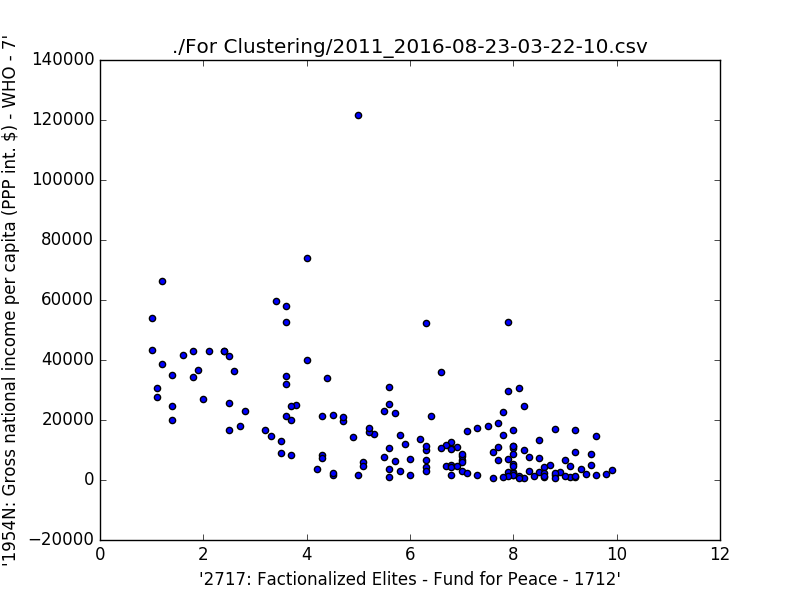 ./For Clustering/2011_2016-08-23-03-22-10.csv
'1954N: Gross national income per capita (PPP int. $) - WHO - 7'
140000
120000
100000
80000
60000
40000
20000
0
−20000
0 2 4 6 8 10 12
'2717: Factionalized Elites - Fund for Peace - 1712'